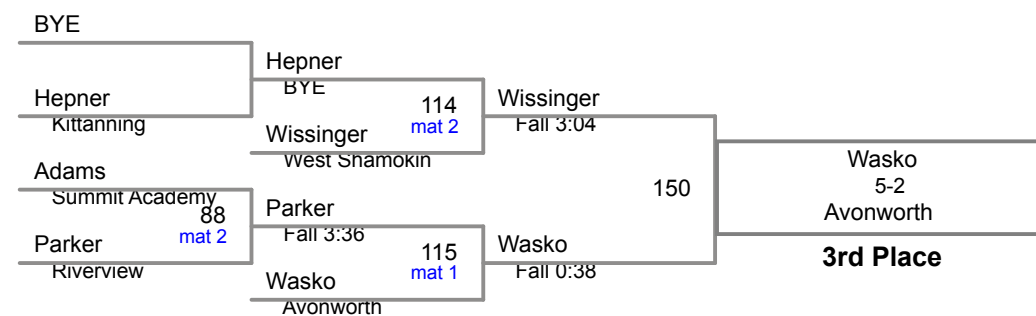 BYE
Hepner
Kittanning
Adams
Summit Academy
88
mat 2
Parker
Riverview
Hepner
BYE
114
mat 2
Wissinger
West Shamokin
Parker
Fall 3:36
115
mat 1
Wasko
Avonworth
Wissinger
Fall 3:04
150
Wasko
Fall 0:38
Wasko
5-2
Avonworth
3rd Place